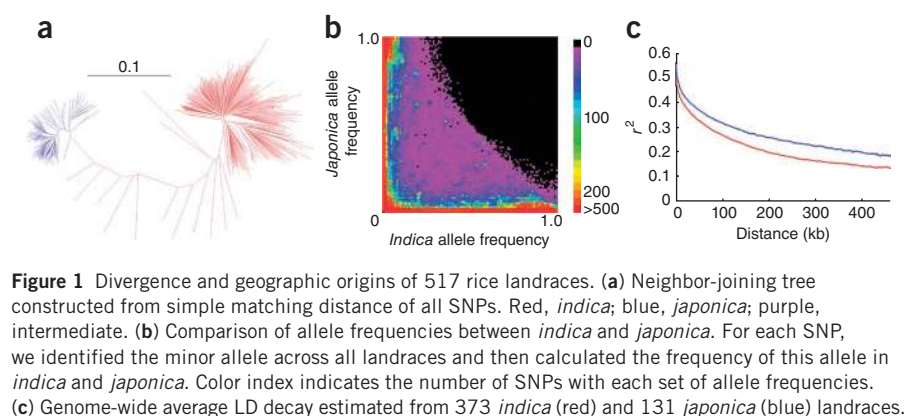 a
0.1
b
1.0
Japonica allele
frequency
0
1.0
Indica allele frequency
0
100
200
>500
c
0.6
0.5
0.4
0.3
0.2
0.1
0
r²
0 100 200 300 400
Distance (kb)
Figure 1 Divergence and geographic origins of 517 rice landraces. (a) Neighbor-joining tree
constructed from simple matching distance of all SNPs. Red, indica; blue, japonica; purple,
intermediate. (b) Comparison of allele frequencies between indica and japonica. For each SNP,
we identified the minor allele across all landraces and then calculated the frequency of this allele in
indica and japonica. Color index indicates the number of SNPs with each set of allele frequencies.
(c) Genome-wide average LD decay estimated from 373 indica (red) and 131 japonica (blue) landraces.